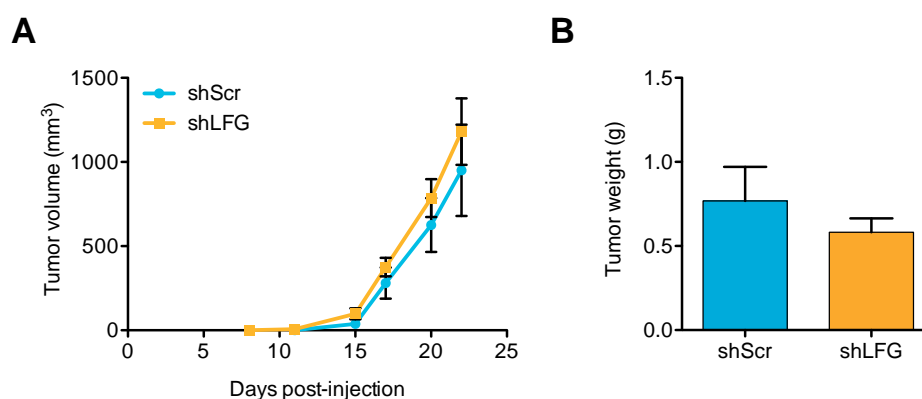 A
Tumor volume (mm³)
1500
1000
500
0
shScr
shLFG
0 5 10 15 20 25
Days post-injection
B
Tumor weight (g)
1.5
1.0
0.5
0.0
shScr shLFG